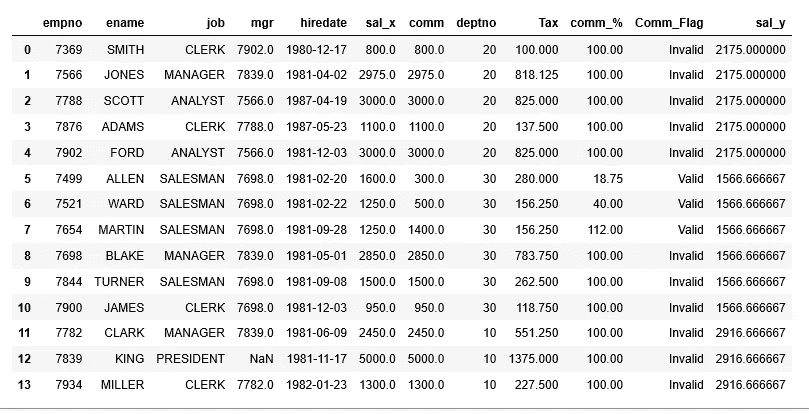 empno ename job mgr hiredate sal_x comm deptno Tax comm_% Comm_Flag sal_y
0 7369 SMITH CLERK 7902.0 1980-12-17 800.0 800.0 20 100.000 100.00 Invalid 2175.000000
1 7566 JONES MANAGER 7839.0 1981-04-02 2975.0 2975.0 20 818.125 100.00 Invalid 2175.000000
2 7788 SCOTT ANALYST 7566.0 1987-04-19 3000.0 3000.0 20 825.000 100.00 Invalid 2175.000000
3 7876 ADAMS CLERK 7788.0 1987-05-23 1100.0 1100.0 20 137.500 100.00 Invalid 2175.000000
4 7902 FORD ANALYST 7566.0 1981-12-03 3000.0 3000.0 20 825.000 100.00 Invalid 2175.000000
5 7499 ALLEN SALESMAN 7698.0 1981-02-20 1600.0 300.0 30 280.000 18.75 Valid 1566.666667
6 7521 WARD SALESMAN 7698.0 1981-02-22 1250.0 500.0 30 156.250 40.00 Valid 1566.666667
7 7654 MARTIN SALESMAN 7698.0 1981-09-28 1250.0 1400.0 30 156.250 112.00 Valid 1566.666667
8 7698 BLAKE MANAGER 7839.0 1981-05-01 2850.0 2850.0 30 783.750 100.00 Invalid 1566.666667
9 7844 TURNER SALESMAN 7698.0 1981-09-08 1500.0 1500.0 30 262.500 100.00 Invalid 1566.666667
10 7900 JAMES CLERK 7698.0 1981-12-03 950.0 950.0 30 118.750 100.00 Invalid 1566.666667
11 7782 CLARK MANAGER 7839.0 1981-06-09 2450.0 2450.0 10 551.250 100.00 Invalid 2916.666667
12 7839 KING PRESIDENT NaN 1981-11-17 5000.0 5000.0 10 1375.000 100.00 Invalid 2916.666667
13 7934 MILLER CLERK 7782.0 1982-01-23 1300.0 1300.0 10 227.500 100.00 Invalid 2916.666667